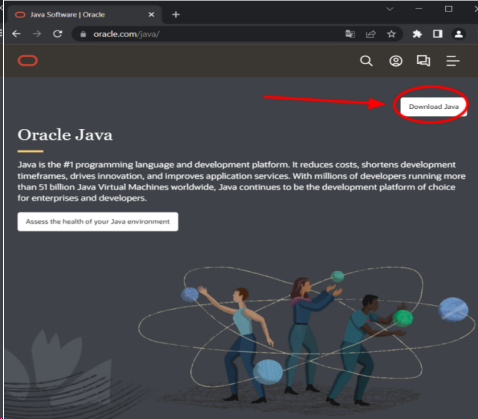 Java Software | Oracle
oracle.com/java/
Download Java
Oracle Java
Java is the #1 programming language and development platform. It reduces costs, shortens development
timeframes, drives innovation, and improves application services. With millions of developers running more
than 51 billion Java Virtual Machines worldwide, Java continues to be the development platform of choice
for enterprises and developers.
Assess the health of your Java environment